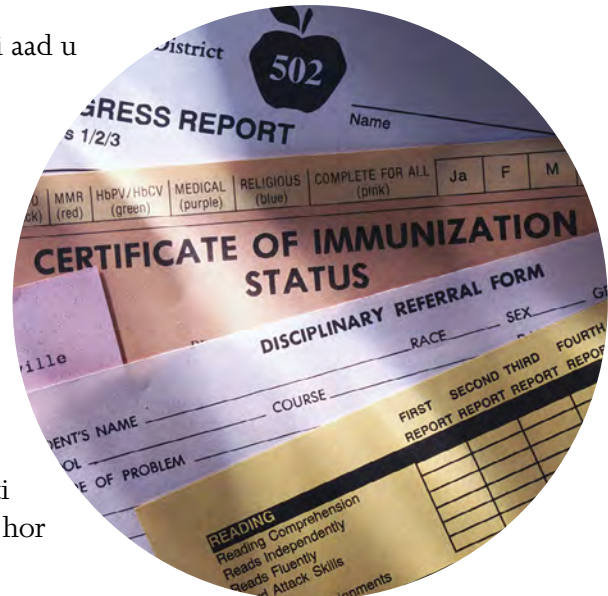 i aad u
District
502
GRESS REPORT
s 1/2/3
Name
MMR (red)
HbPV/HbCV (green)
MEDICAL (purple)
RELIGIOUS (blue)
COMPLETE FOR ALL (pink)
Ja F M
CERTIFICATE OF IMMUNIZATION
STATUS
ville
DISCIPLINARY REFERRAL FORM
RACE
SEX
DENT'S NAME
COURSE
OL
E OF PROBLEM
FIRST REPORT
SECOND REPORT
THIRD REPORT
FOURTH REPOR
READING
Reading Comprehension
Reads Independently
Reads Fluently
Attack Skills
ti
hor